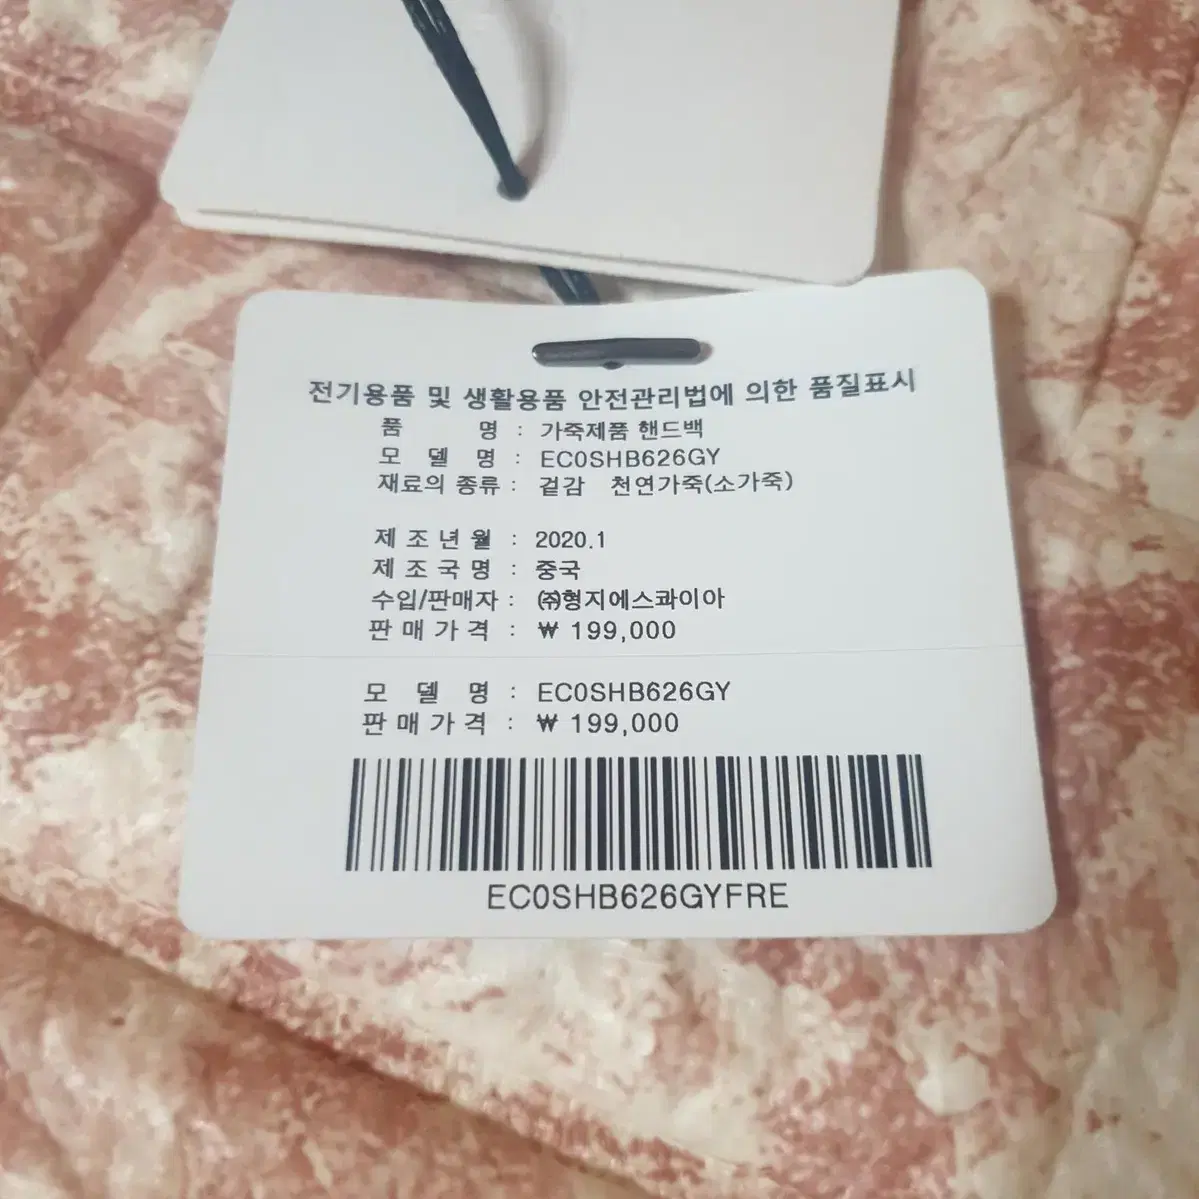 전기용품 및 생활용품 안전관리법에 의한 품질표시
품 명 : 가죽제품 핸드백
모 델 명 : EC0SHB626GY
재료의 종류 : 겉감 천연가죽(소가죽)
제 조 년 월 : 2020.1
제 조 국 명 : 중국
수입/판매자 : ㈜형지에스콰이아
판 매 가 격 : ₩ 199,000
모 델 명 : EC0SHB626GY
판 매 가 격 : ₩ 199,000
EC0SHB626GYFRE